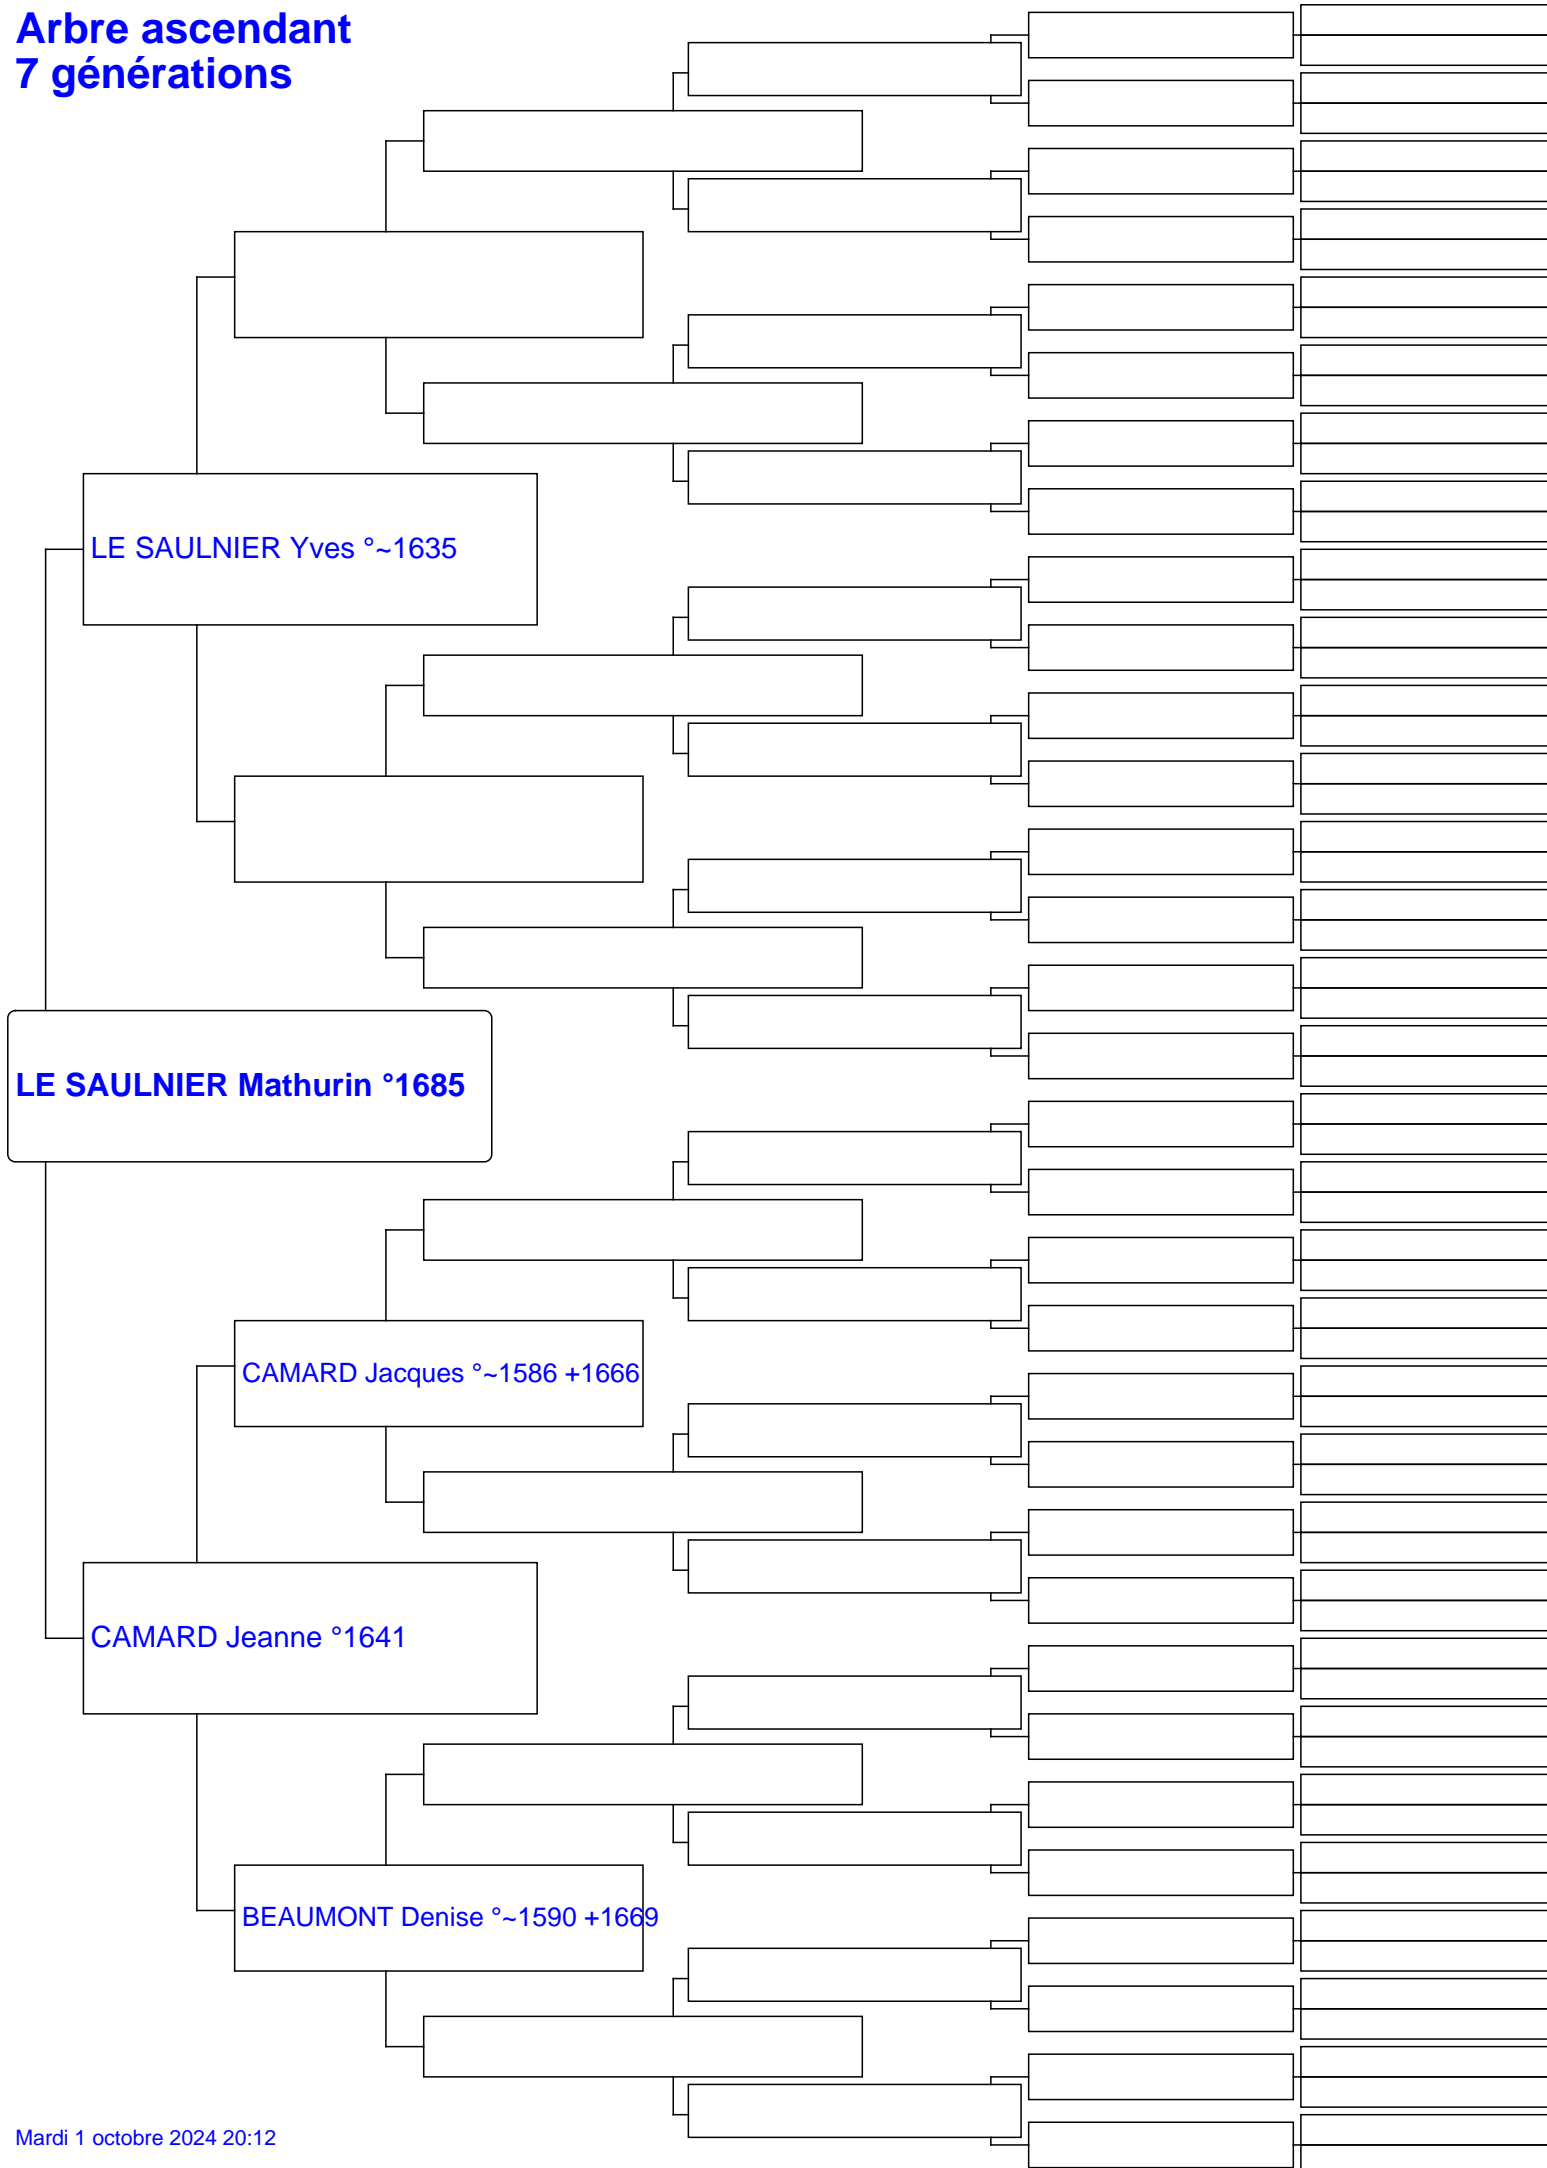 Arbre ascendant
7 générations
LE SAULNIER Yves °~1635
LE SAULNIER Mathurin °1685
CAMARD Jacques °~1586 +1666
CAMARD Jeanne °1641
BEAUMONT Denise °~1590 +1669
Mardi 1 octobre 2024 20:12